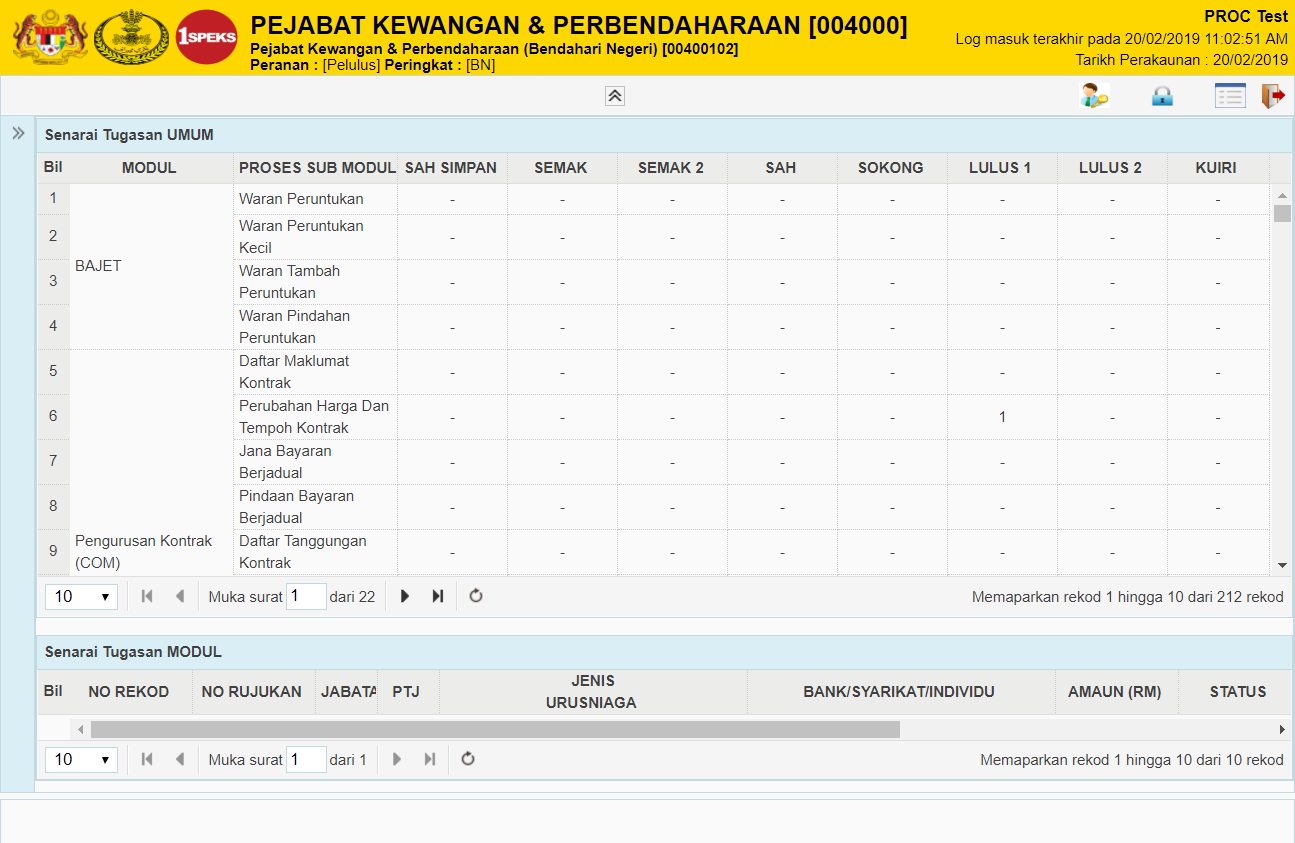 1SPEKS
PEJABAT KEWANGAN & PERBENDAHARAAN [004000]
Pejabat Kewangan & Perbendaharaan (Bendahari Negeri) [00400102]
Peranan : [Pelulus] Peringkat : [BN]
PROC Test
Log masuk terakhir pada 20/02/2019 11:02:51 AM
Tarikh Perakaunan : 20/02/2019
Senarai Tugasan UMUM
Bil MODUL PROSES SUB MODUL SAH SIMPAN SEMAK SEMAK 2 SAH SOKONG LULUS 1 LULUS 2 KUIRI
1 Waran Peruntukan - - - - - - - -
2 Waran Peruntukan
Kecil - - - - - - - -
BAJET
3 Waran Tambah
Peruntukan - - - - - - - -
4 Waran Pindahan
Peruntukan - - - - - - - -
5 Daftar Maklumat
Kontrak - - - - - - - -
6 Perubahan Harga Dan
Tempoh Kontrak - - - - - 1 - -
7 Jana Bayaran
Berjadual - - - - - - - -
8 Pindaan Bayaran
Berjadual - - - - - - - -
9 Pengurusan Kontrak Daftar Tanggungan
(COM) Kontrak - - - - - - - -
10 Muka surat 1 dari 22 Memaparkan rekod 1 hingga 10 dari 212 rekod
Senarai Tugasan MODUL
Bil NO REKOD NO RUJUKAN JABATA PTJ JENIS
URUSNIAGA BANK/SYARIKAT/INDIVIDU AMAUN (RM) STATUS
10 Muka surat 1 dari 1 Memaparkan rekod 1 hingga 10 dari 10 rekod